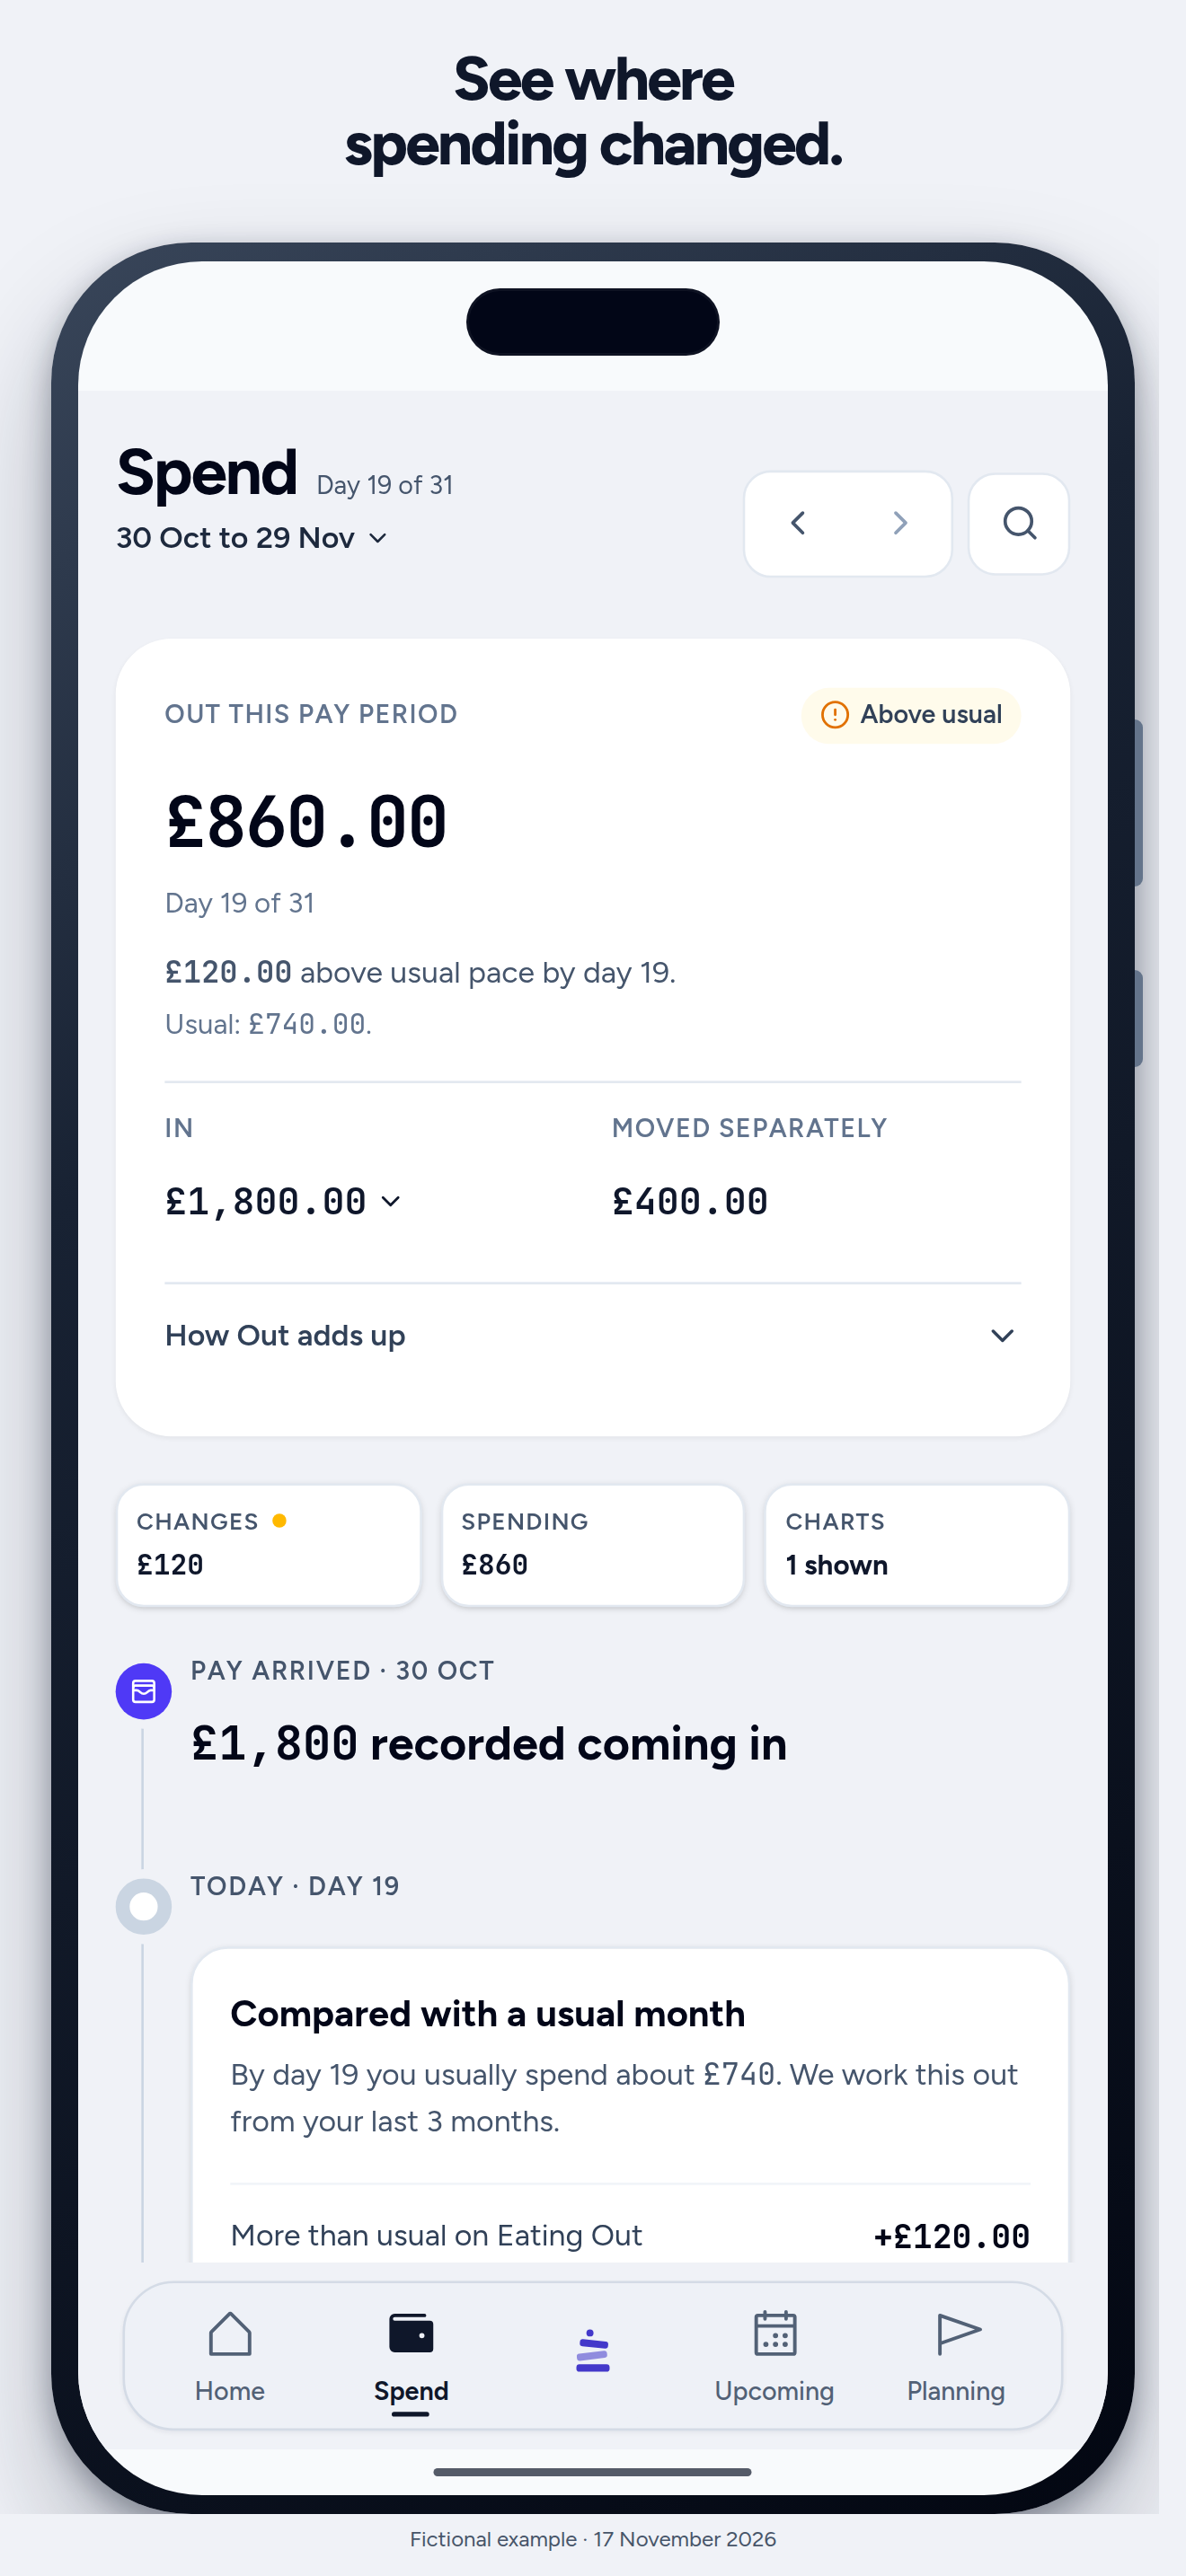 See where
spending changed.
Spend Day 19 of 31
30 Oct to 29 Nov
OUT THIS PAY PERIOD
Above usual
£860.00
Day 19 of 31
£120.00 above usual pace by day 19.
Usual: £740.00.
IN
MOVED SEPARATELY
£1,800.00
£400.00
How Out adds up
CHANGES
£120
SPENDING
£860
CHARTS
1 shown
PAY ARRIVED · 30 OCT
£1,800 recorded coming in
TODAY · DAY 19
Compared with a usual month
By day 19 you usually spend about £740. We work this out
from your last 3 months.
More than usual on Eating Out
+£120.00
Home
Spend
Upcoming
Planning
Fictional example · 17 November 2026